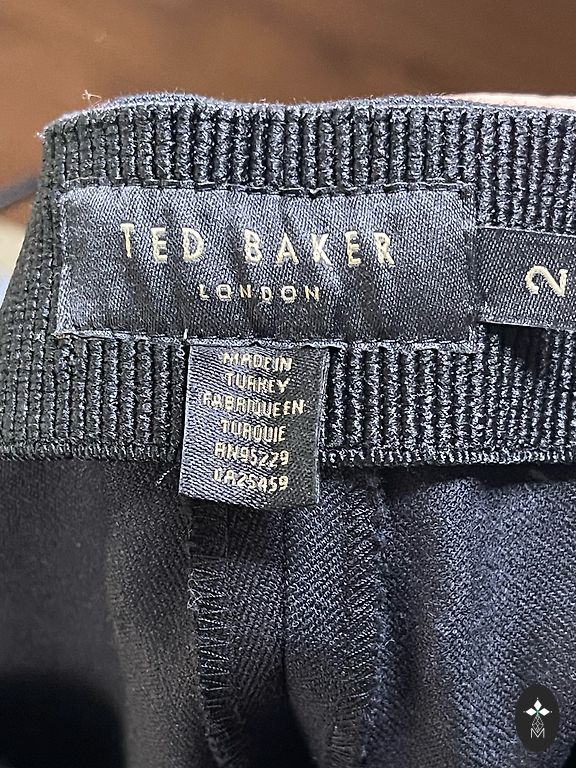 TED BAKER
LONDON
2
MADE IN
TURKEY
FABRIQUE EN
TURQUIE
RN95229
CA25459
M